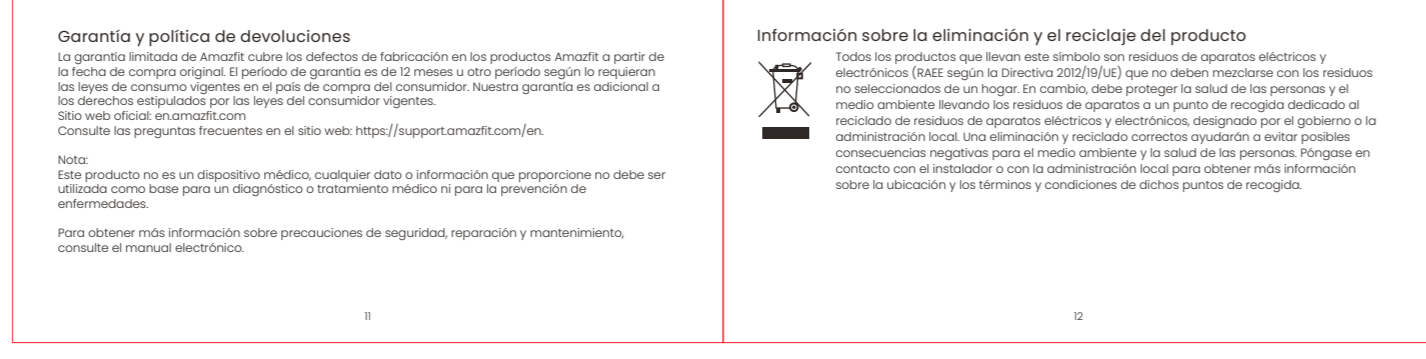 Garantía y política de devoluciones
La garantía limitada de Amazfit cubre los defectos de fabricación en los productos Amazfit a partir de
la fecha de compra original. El período de garantía es de 12 meses u otro período según lo requieran
las leyes de consumo vigentes en el país de compra del consumidor. Nuestra garantía es adicional a
los derechos estipulados por las leyes del consumidor vigentes.
Sitio web oficial: en.amazfit.com
Consulte las preguntas frecuentes en el sitio web: https://support.amazfit.com/en.
Nota:
Este producto no es un dispositivo médico, cualquier dato o información que proporcione no debe ser
utilizada como base para un diagnóstico o tratamiento médico ni para la prevención de
enfermedades.
Para obtener más información sobre precauciones de seguridad, reparación y mantenimiento,
consulte el manual electrónico.
11
Información sobre la eliminación y el reciclaje del producto
Todos los productos que llevan este símbolo son residuos de aparatos eléctricos y
electrónicos (RAEE según la Directiva 2012/19/UE) que no deben mezclarse con los residuos
no seleccionados de un hogar. En cambio, debe proteger la salud de las personas y el
medio ambiente llevando los residuos de aparatos a un punto de recogida dedicado al
reciclado de residuos de aparatos eléctricos y electrónicos, designado por el gobierno o la
administración local. Una eliminación y reciclado correctos ayudarán a evitar posibles
consecuencias negativas para el medio ambiente y la salud de las personas. Póngase en
contacto con el instalador o con la administración local para obtener más información
sobre la ubicación y los términos y condiciones de dichos puntos de recogida.
12